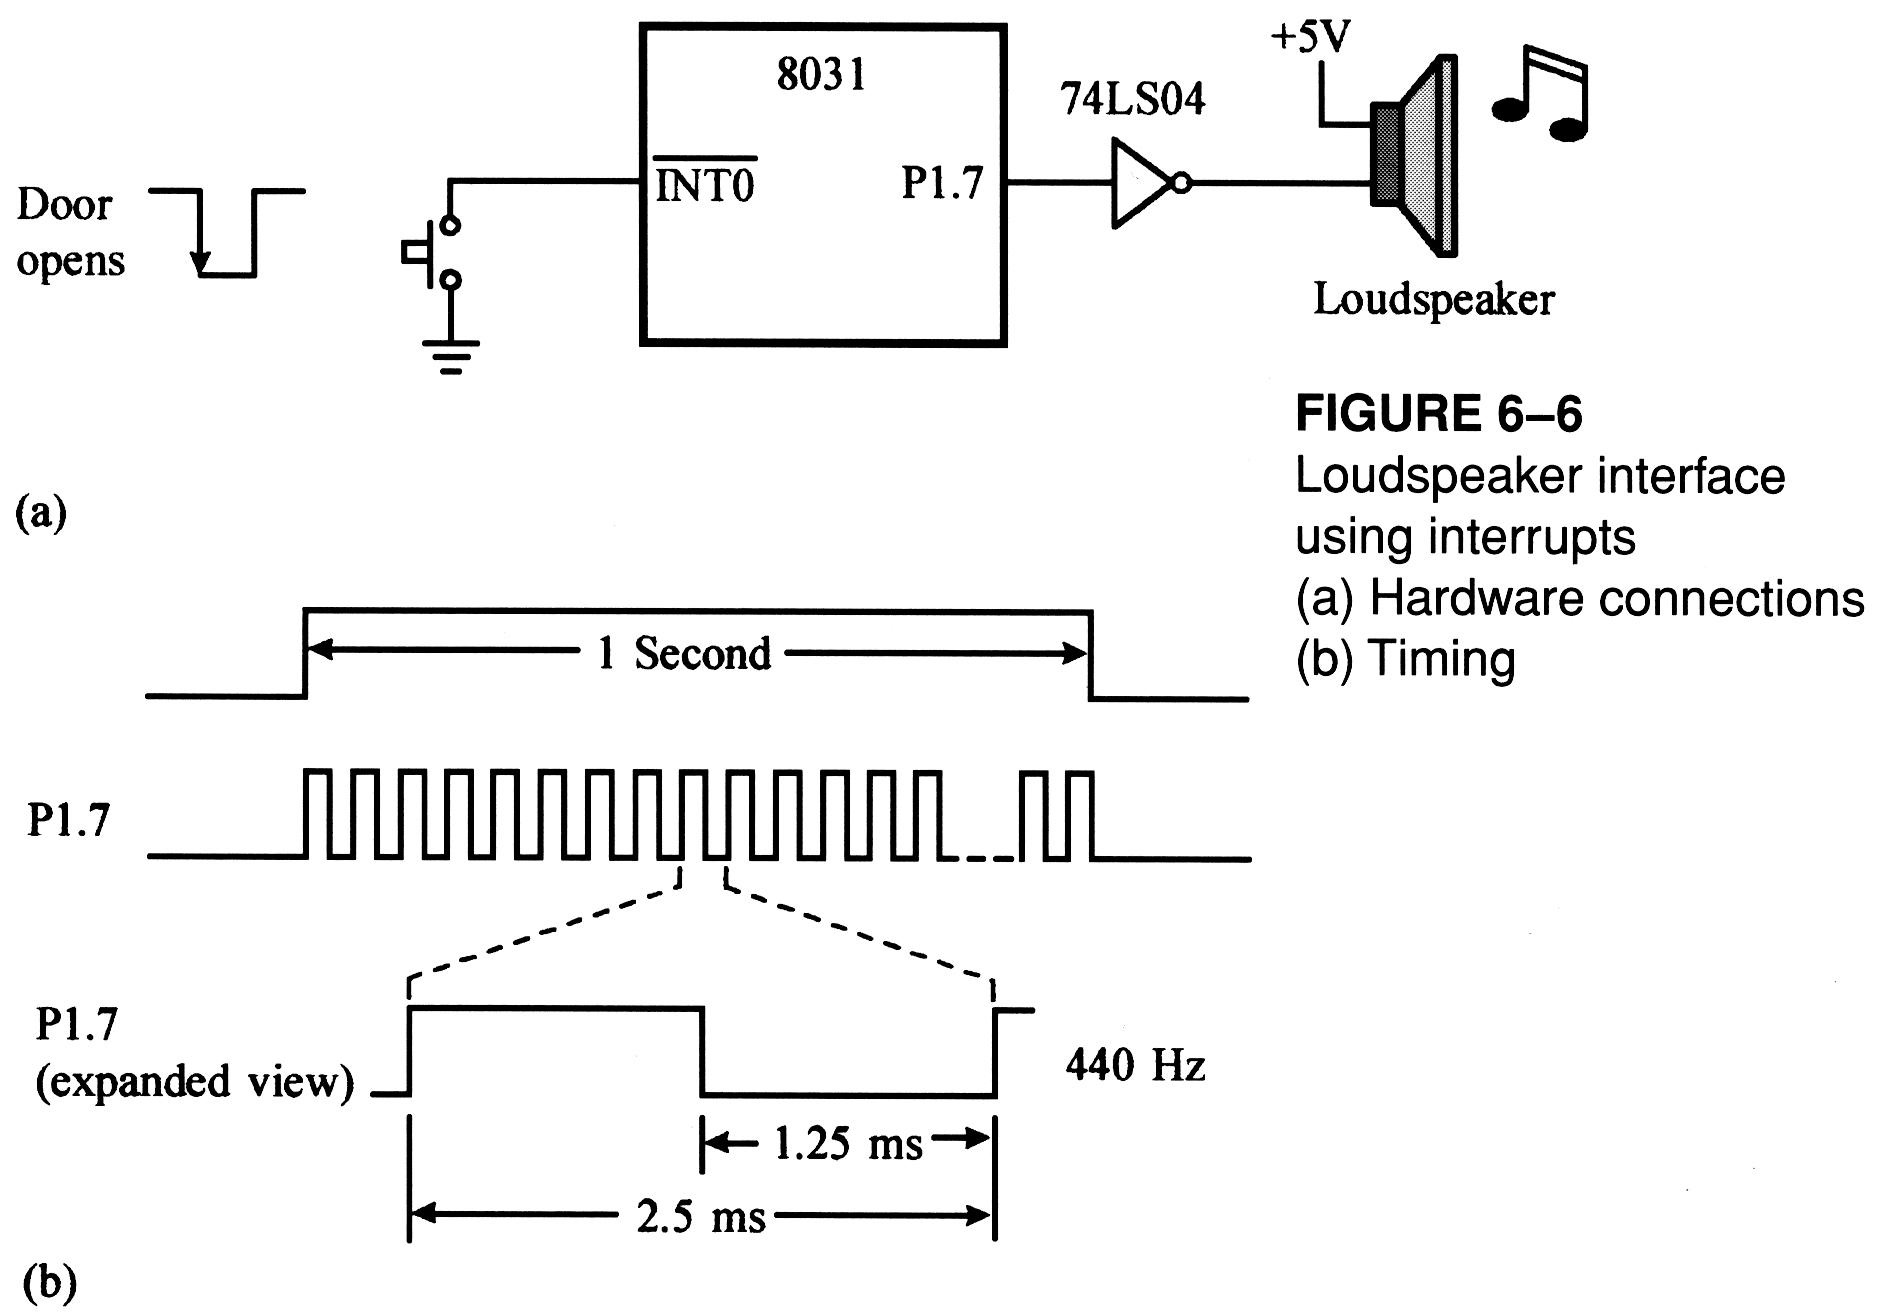 8031
+5V
74LS04
INT0
P1.7
Door
opens
Loudspeaker
FIGURE 6–6
Loudspeaker interface
using interrupts
(a) Hardware connections
(b) Timing
(a)
1 Second
P1.7
P1.7
(expanded view)
440 Hz
1.25 ms
2.5 ms
(b)